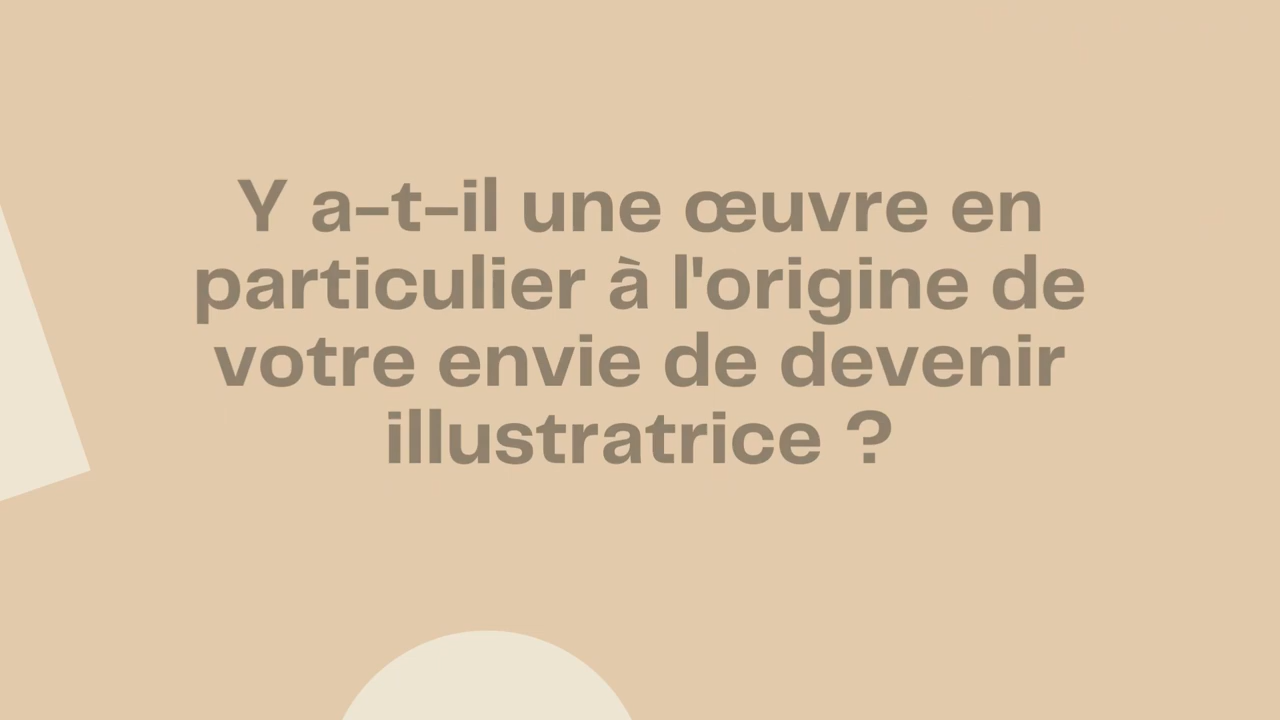 Y a-t-il une œuvre en
particulier à l'origine de
votre envie de devenir
illustratrice ?